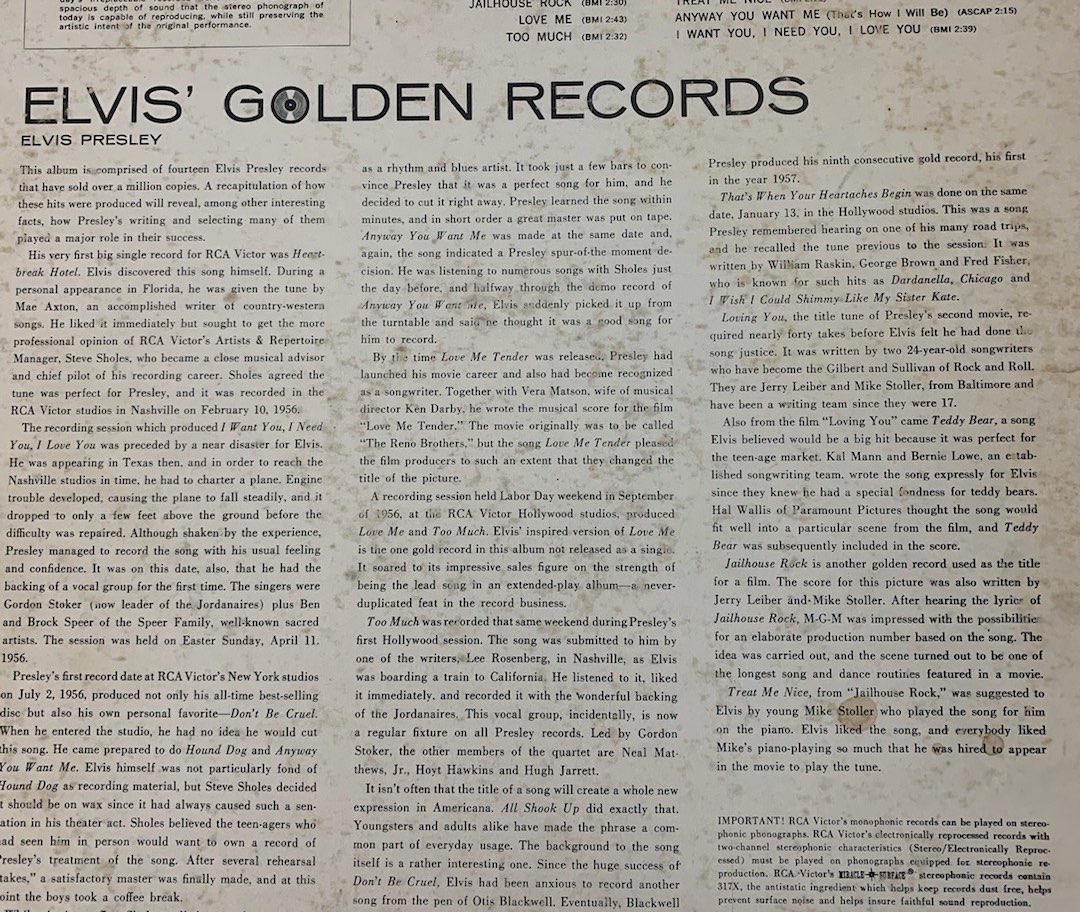 spacious depth of sound that the stereo phonograph of
today is capable of reproducing, while still preserving the
artistic intent of the original performance.
JAILHOUSE ROCK (BMI 2:30)
LOVE ME (BMI 2:43)
TOO MUCH (BMI 2:32)
TREAT ME NICE
ANYWAY YOU WANT ME (That's How I Will Be) (ASCAP 2:15)
I WANT YOU, I NEED YOU, I LOVE YOU (BMI 2:39)
ELVIS' GOLDEN RECORDS
ELVIS PRESLEY
This album is comprised of fourteen Elvis Presley records
that have sold over a million copies. A recapitulation of how
these hits were produced will reveal, among other interesting
facts, how Presley's writing and selecting many of them
played a major role in their success.
His very first big single record for RCA Victor was Heart-
break Hotel. Elvis discovered this song himself. During a
personal appearance in Florida, he was given the tune by
Mae Axton, an accomplished writer of country-western
songs. He liked it immediately but sought to get the more
professional opinion of RCA Victor's Artists & Repertoire
Manager, Steve Sholes, who became a close musical advisor
and chief pilot of his recording career. Sholes agreed the
tune was perfect for Presley, and it was recorded in the
RCA Victor studios in Nashville on February 10, 1956.
The recording session which produced I Want You, I Need
You, I Love You was preceded by a near disaster for Elvis.
He was appearing in Texas then, and in order to reach the
Nashville studios in time, he had to charter a plane. Engine
trouble developed, causing the plane to fall steadily, and it
dropped to only a few feet above the ground before the
difficulty was repaired. Although shaken by the experience,
Presley managed to record the song with his usual feeling
and confidence. It was on this date, also, that he had the
backing of a vocal group for the first time. The singers were
Gordon Stoker (now leader of the Jordanaires) plus Ben
and Brock Speer of the Speer Family, well-known sacred
artists. The session was held on Easter Sunday, April 11.
1956.
Presley's first record date at RCA Victor's New York studios
on July 2, 1956, produced not only his all-time best-selling
disc but also his own personal favorite—Don't Be Cruel.
When he entered the studio, he had no idea he would cut
this song. He came prepared to do Hound Dog and Anyway
You Want Me. Elvis himself was not particularly fond of
Hound Dog as recording material, but Steve Sholes decided
t should be on wax since it had always caused such a sen-
ation in his theater act. Sholes believed the teen-agers who
ad seen him in person would want to own a record of
resley's treatment of the song. After several rehearsal
takes," a satisfactory master was finally made, and at this
oint the boys took a coffee break.
as a rhythm and blues artist. It took just a few bars to con-
vince Presley that it was a perfect song for him, and he
decided to cut it right away. Presley learned the song within
minutes, and in short order a great master was put on tape.
Anyway You Want Me was made at the same date and,
again, the song indicated a Presley spur-of-the moment de-
cision. He was listening to numerous songs with Sholes just
the day before, and halfway through the demo record of
Anyway You Want Me, Elvis suddenly picked it up from
the turntable and said he thought it was a good song for
him to record.
By the time Love Me Tender was released, Presley had
launched his movie career and also had become recognized
as a songwriter. Together with Vera Matson, wife of musical
director Ken Darby, he wrote the musical score for the film
"Love Me Tender." The movie originally was to be called
"The Reno Brothers," but the song Love Me Tender pleased
the film producers to such an extent that they changed the
title of the picture.
A recording session held Labor Day weekend in September
of 1956, at the RCA Victor Hollywood studios, produced
Love Me and Too Much. Elvis' inspired version of Love Me
is the one gold record in this album not released as a single.
It soared to its impressive sales figure on the strength of
being the lead song in an extended-play album—a never-
duplicated feat in the record business.
Too Much was recorded that same weekend during Presley's
first Hollywood session. The song was submitted to him by
one of the writers, Lee Rosenberg, in Nashville, as Elvis
was boarding a train to California. He listened to it, liked
it immediately, and recorded it with the wonderful backing
of the Jordanaires. This vocal group, incidentally, is now
a regular fixture on all Presley records. Led by Gordon
Stoker, the other members of the quartet are Neal Mat-
thews, Jr., Hoyt Hawkins and Hugh Jarrett.
It isn't often that the title of a song will create a whole new
expression in Americana. All Shook Up did exactly that.
Youngsters and adults alike have made the phrase a com-
mon part of everyday usage. The background to the song
itself is a rather interesting one. Since the huge success of
Don't Be Cruel, Elvis had been anxious to record another
song from the pen of Otis Blackwell. Eventually, Blackwell
Presley produced his ninth consecutive gold record, his first
in the year 1957.
That's When Your Heartaches Begin was done on the same
date, January 13, in the Hollywood studios. This was a song
Presley remembered hearing on one of his many road trips,
and he recalled the tune previous to the session. It was
written by William Raskin, George Brown and Fred Fisher,
who is known for such hits as Dardanella, Chicago and
I Wish I Could Shimmy Like My Sister Kate.
Loving You, the title tune of Presley's second movie, re-
quired nearly forty takes before Elvis felt he had done the
song justice. It was written by two 24-year-old songwriters
who have become the Gilbert and Sullivan of Rock and Roll.
They are Jerry Leiber and Mike Stoller, from Baltimore and
have been a writing team since they were 17.
Also from the film "Loving You" came Teddy Bear, a song
Elvis believed would be a big hit because it was perfect for
the teen-age market. Kal Mann and Bernie Lowe, an estab-
lished songwriting team, wrote the song expressly for Elvis
since they knew he had a special fondness for teddy bears.
Hal Wallis of Paramount Pictures thought the song would
fit well into a particular scene from the film, and Teddy
Bear was subsequently included in the score.
Jailhouse Rock is another golden record used as the title
for a film. The score for this picture was also written by
Jerry Leiber and Mike Stoller. After hearing the lyrics of
Jailhouse Rock, M-G-M was impressed with the possibilities
for an elaborate production number based on the song. The
idea was carried out, and the scene turned out to be one of
the longest song and dance routines featured in a movie.
Treat Me Nice, from "Jailhouse Rock," was suggested to
Elvis by young Mike Stoller who played the song for him
on the piano. Elvis liked the song, and everybody liked
Mike's piano-playing so much that he was hired to appear
in the movie to play the tune.
IMPORTANT! RCA Victor's monophonic records can be played on stereo-
phonic phonographs. RCA Victor's electronically reprocessed records with
two-channel stereophonic characteristics (Stereo/Electronically Reproc-
essed) must be played on phonographs equipped for stereophonic re-
production. RCA Victor's MIRACLE SURFACE® stereophonic records contain
317X, the antistatic ingredient which helps keep records dust free, helps
prevent surface noise and helps insure faithful sound reproduction.